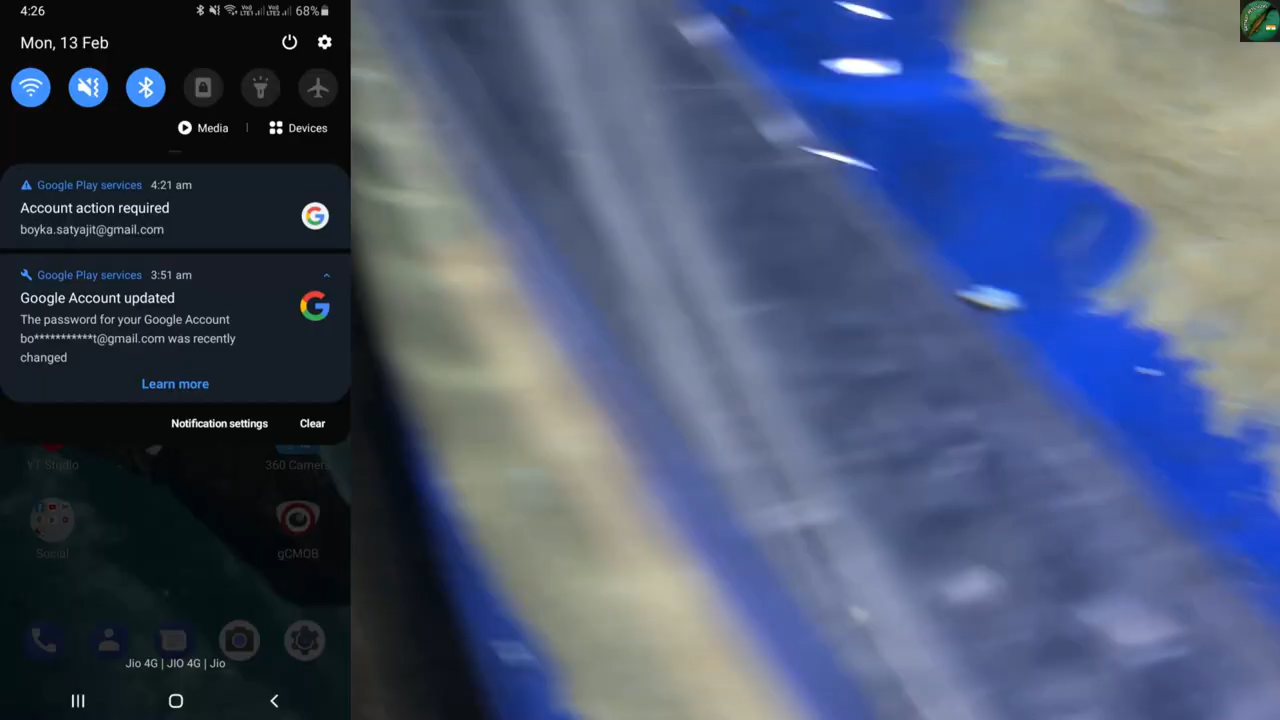 4:26
68%
Mon, 13 Feb
Media
Devices
Google Play services 4:21 am
Account action required
boyka.satyajit@gmail.com
Google Play services 3:51 am
Google Account updated
The password for your Google Account
bo***********t@gmail.com was recently
changed
Learn more
Notification settings Clear
YT Studio
360 Camera
Social
gCMOB
Jio 4G | JIO 4G | Jio